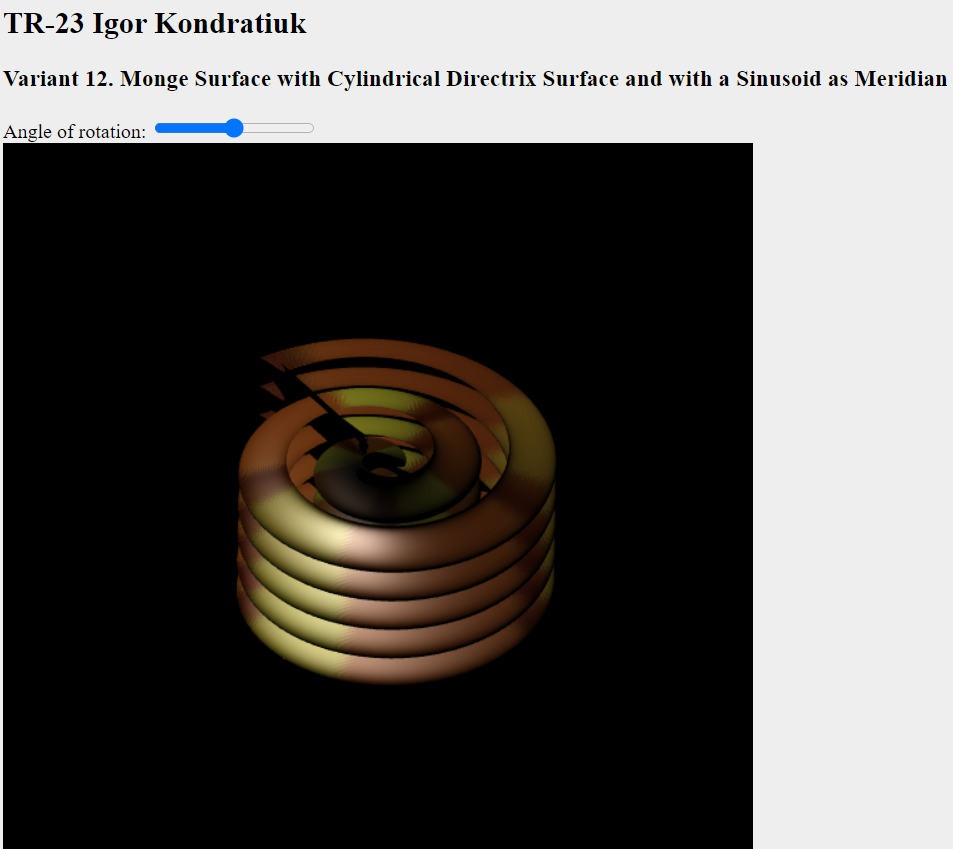 TR-23 Igor Kondratiuk
Variant 12. Monge Surface with Cylindrical Directrix Surface and with a Sinusoid as Meridian
Angle of rotation: